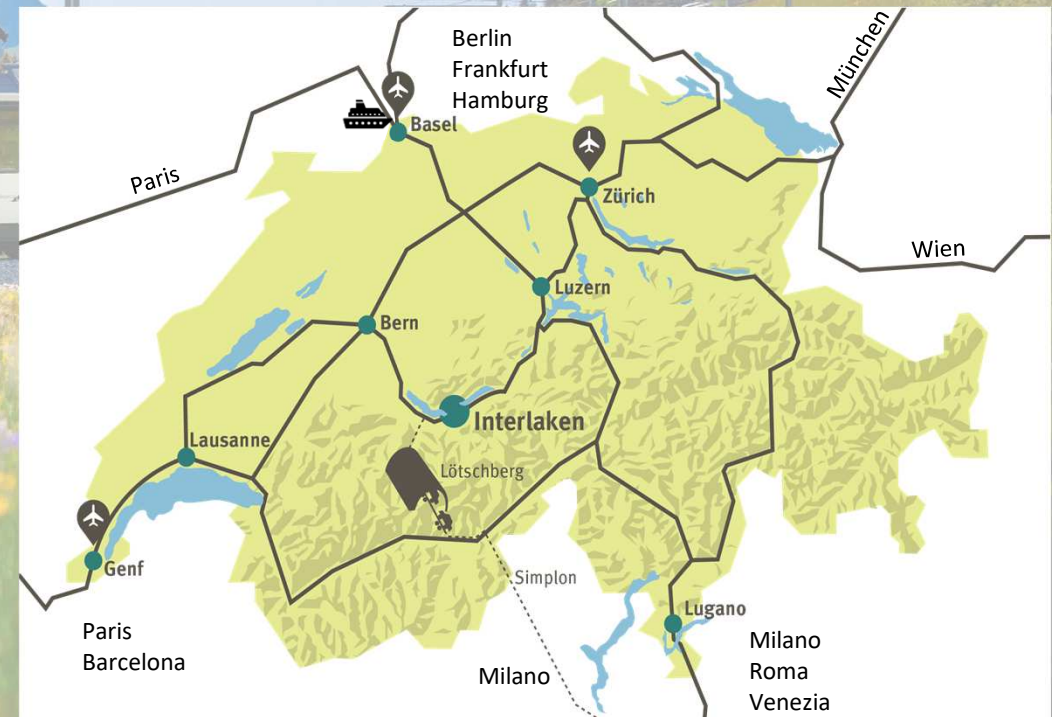 Berlin
Frankfurt
Hamburg
München
Basel
Paris
Zürich
Wien
Luzern
Bern
Interlaken
Lausanne
Lötschberg
Genf
Simplon
Lugano
Paris
Barcelona
Milano
Milano
Roma
Venezia